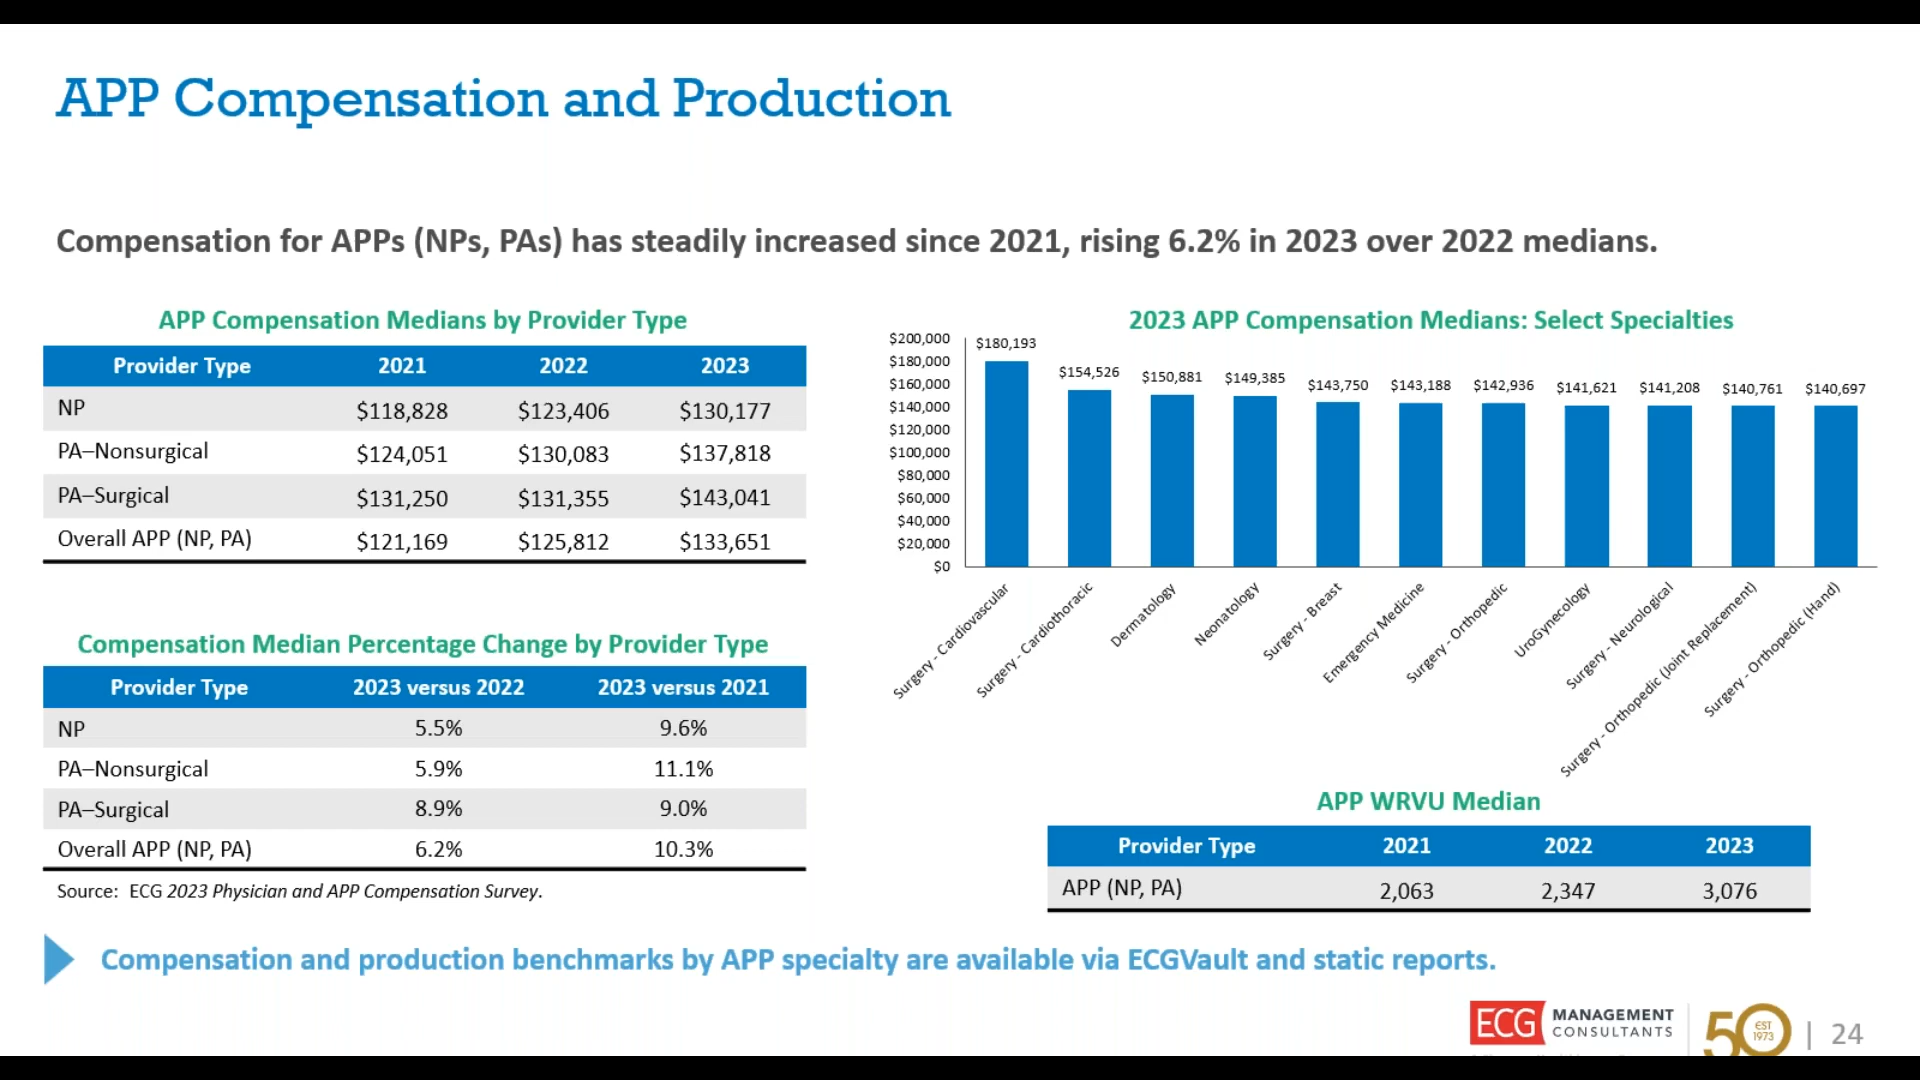 APP Compensation and Production
Compensation for APPs (NPs, PAs) has steadily increased since 2021, rising 6.2% in 2023 over 2022 medians.
APP Compensation Medians by Provider Type
Provider Type 2021 2022 2023
NP $118,828 $123,406 $130,177
PA–Nonsurgical $124,051 $130,083 $137,818
PA–Surgical $131,250 $131,355 $143,041
Overall APP (NP, PA) $121,169 $125,812 $133,651
Compensation Median Percentage Change by Provider Type
Provider Type 2023 versus 2022 2023 versus 2021
NP 5.5% 9.6%
PA–Nonsurgical 5.9% 11.1%
PA–Surgical 8.9% 9.0%
Overall APP (NP, PA) 6.2% 10.3%
Source: ECG 2023 Physician and APP Compensation Survey.
2023 APP Compensation Medians: Select Specialties
$200,000
$180,000
$160,000
$140,000
$120,000
$100,000
$80,000
$60,000
$40,000
$20,000
$0
$180,193
$154,526
$150,881
$149,385
$143,750
$143,188
$142,936
$141,621
$141,208
$140,761
$140,697
Surgery - Cardiovascular
Surgery - Cardiothoracic
Dermatology
Neonatology
Surgery - Breast
Emergency Medicine
Surgery - Orthopedic
UroGynecology
Surgery - Neurological
Surgery - Orthopedic (Joint Replacement)
Surgery - Orthopedic (Hand)
APP WRVU Median
Provider Type 2021 2022 2023
APP (NP, PA) 2,063 2,347 3,076
Compensation and production benchmarks by APP specialty are available via ECGVault and static reports.
ECG MANAGEMENT
CONSULTANTS
50 EST
1973
| 24